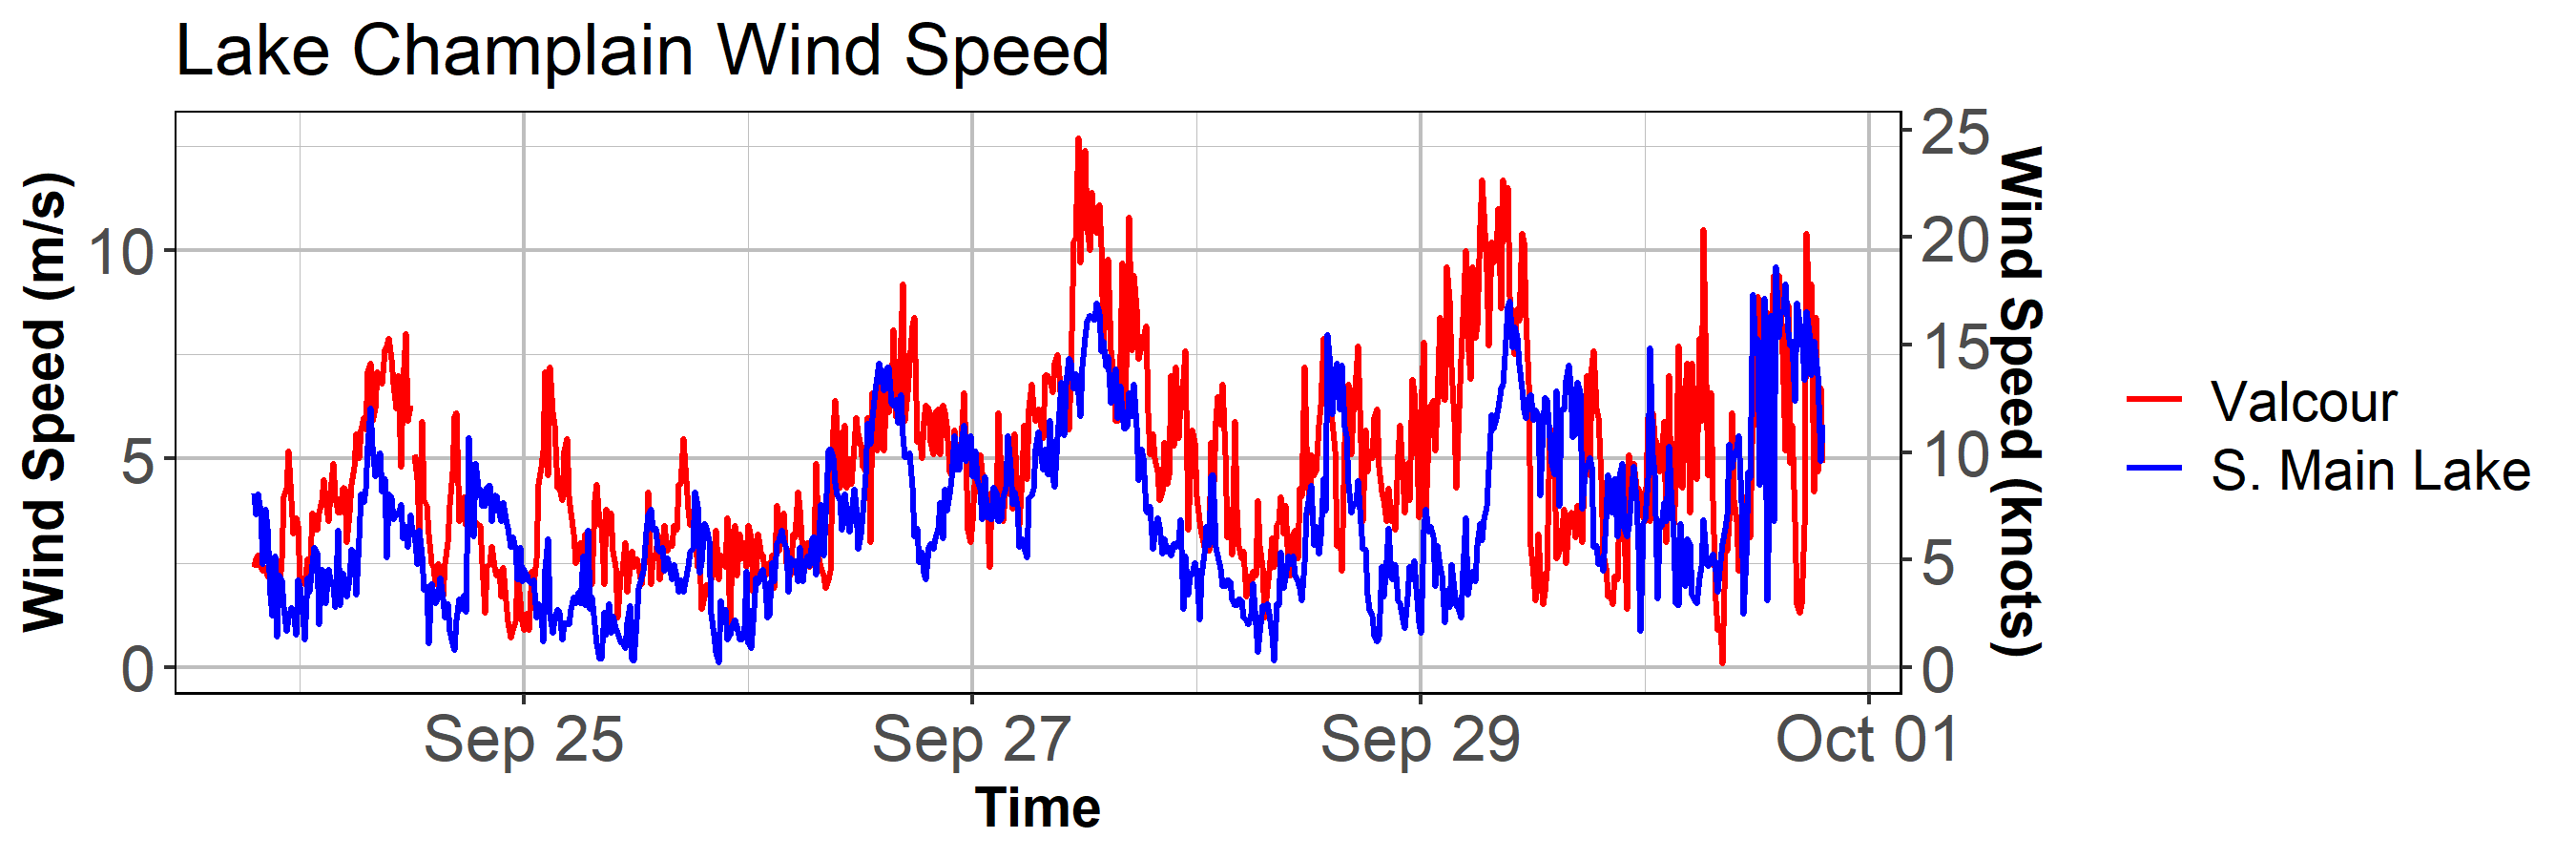 Lake Champlain Wind Speed
Wind Speed (m/s)
10
5
0
25
20
15
10
5
0
Wind Speed (knots)
Sep 25
Sep 27
Sep 29
Oct 01
Time
Valcour
S. Main Lake